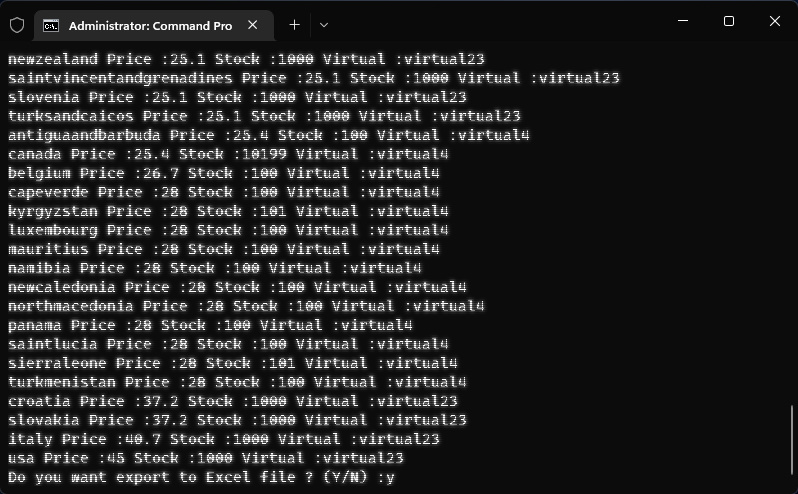 Administrator: Command Pro
newzealand Price :25.1 Stock :1000 Virtual :virtual23
saintvincentandgrenadines Price :25.1 Stock :1000 Virtual :virtual23
slovenia Price :25.1 Stock :1000 Virtual :virtual23
turksandcaicos Price :25.1 Stock :1000 Virtual :virtual23
antiguaandbarbuda Price :25.4 Stock :100 Virtual :virtual4
canada Price :25.4 Stock :10199 Virtual :virtual4
belgium Price :26.7 Stock :100 Virtual :virtual4
capeverde Price :28 Stock :100 Virtual :virtual4
kyrgyzstan Price :28 Stock :101 Virtual :virtual4
luxembourg Price :28 Stock :100 Virtual :virtual4
mauritius Price :28 Stock :100 Virtual :virtual4
namibia Price :28 Stock :100 Virtual :virtual4
newcaledonia Price :28 Stock :100 Virtual :virtual4
northmacedonia Price :28 Stock :100 Virtual :virtual4
panama Price :28 Stock :100 Virtual :virtual4
saintlucia Price :28 Stock :100 Virtual :virtual4
sierraleone Price :28 Stock :101 Virtual :virtual4
turkmenistan Price :28 Stock :100 Virtual :virtual4
croatia Price :37.2 Stock :1000 Virtual :virtual23
slovakia Price :37.2 Stock :1000 Virtual :virtual23
italy Price :40.7 Stock :1000 Virtual :virtual23
usa Price :45 Stock :1000 Virtual :virtual23
Do you want export to Excel file ? (Y/N) :y